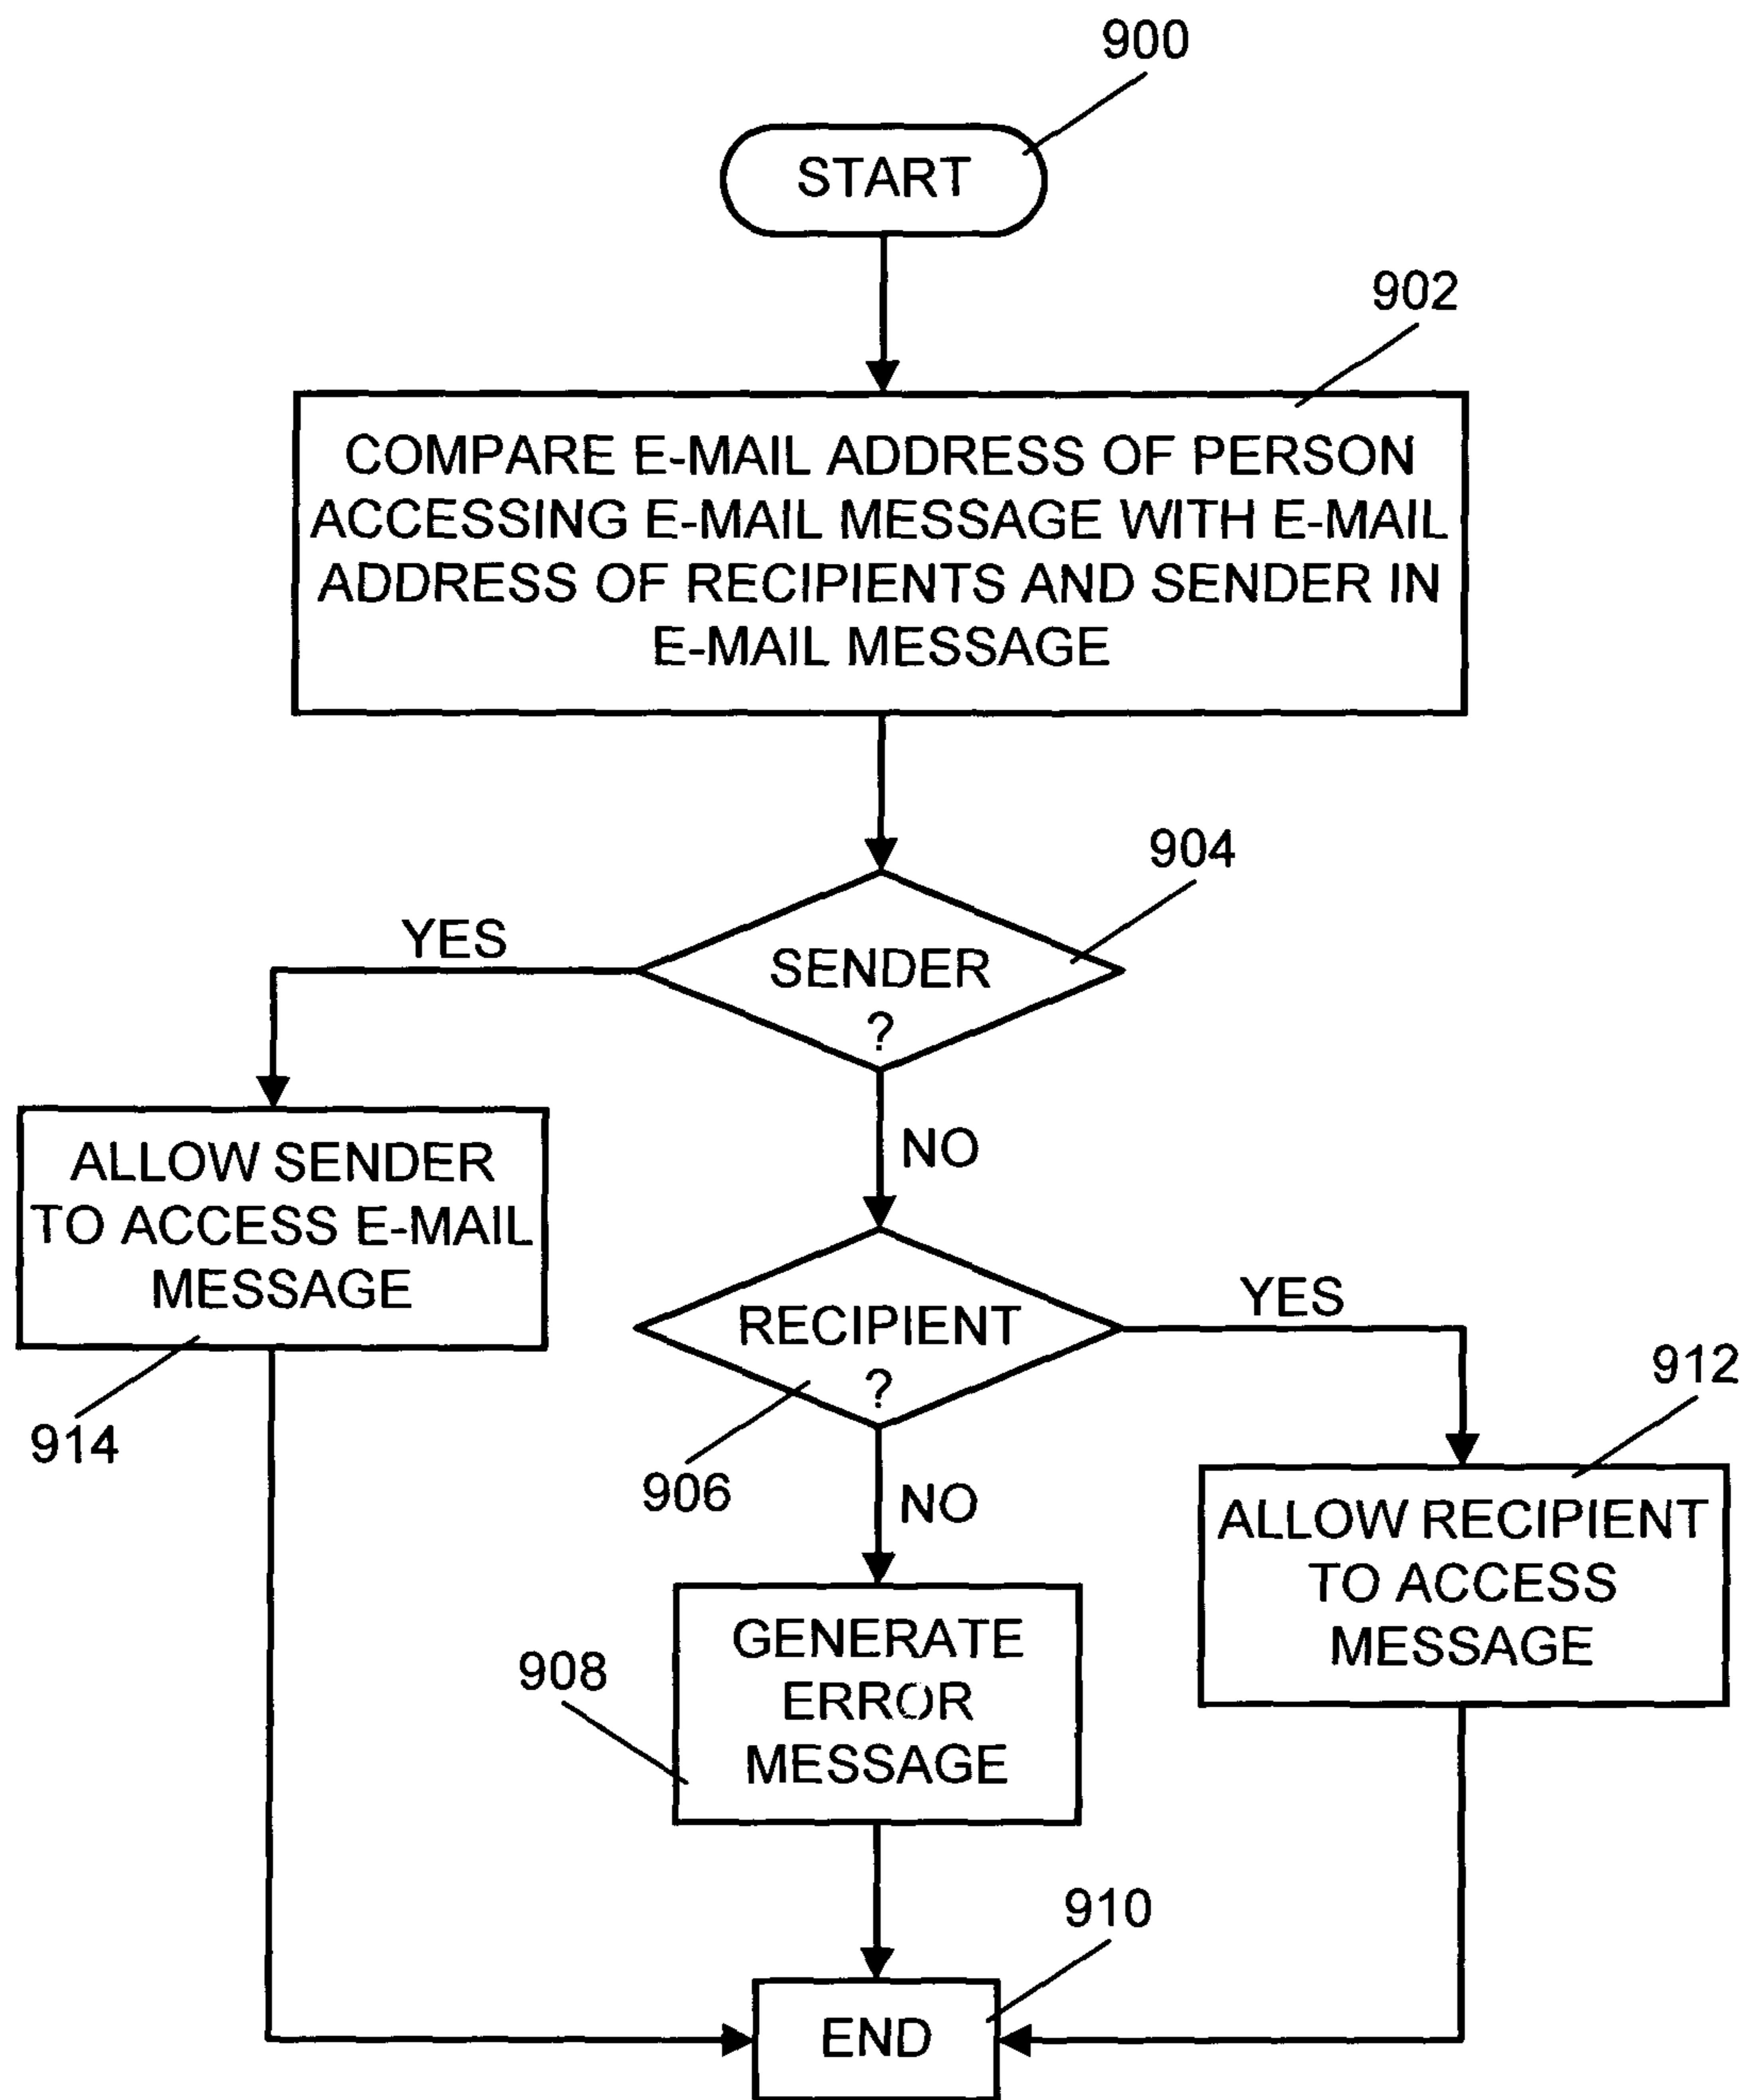 900
START
902
COMPARE E-MAIL ADDRESS OF PERSON
ACCESSING E-MAIL MESSAGE WITH E-MAIL
ADDRESS OF RECIPIENTS AND SENDER IN
E-MAIL MESSAGE
904
YES
SENDER
?
NO
ALLOW SENDER
TO ACCESS E-MAIL
MESSAGE
914
RECIPIENT
?
906
YES
912
NO
ALLOW RECIPIENT
TO ACCESS
MESSAGE
908
GENERATE
ERROR
MESSAGE
910
END